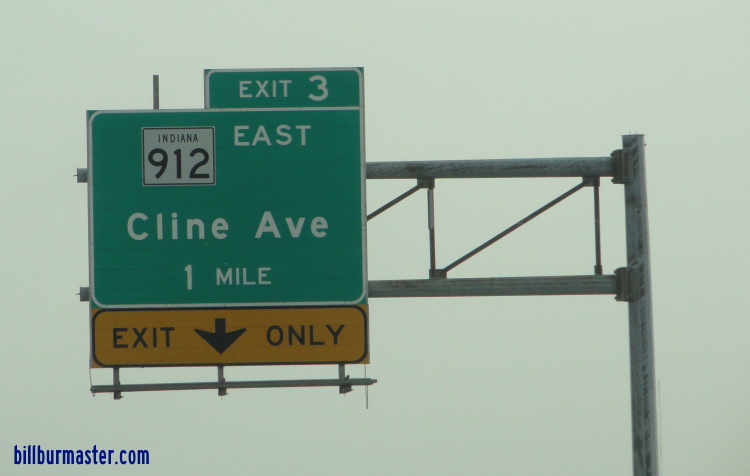 EXIT 3
INDIANA
912
EAST
Cline Ave
1 MILE
EXIT ONLY
billburmaster.com